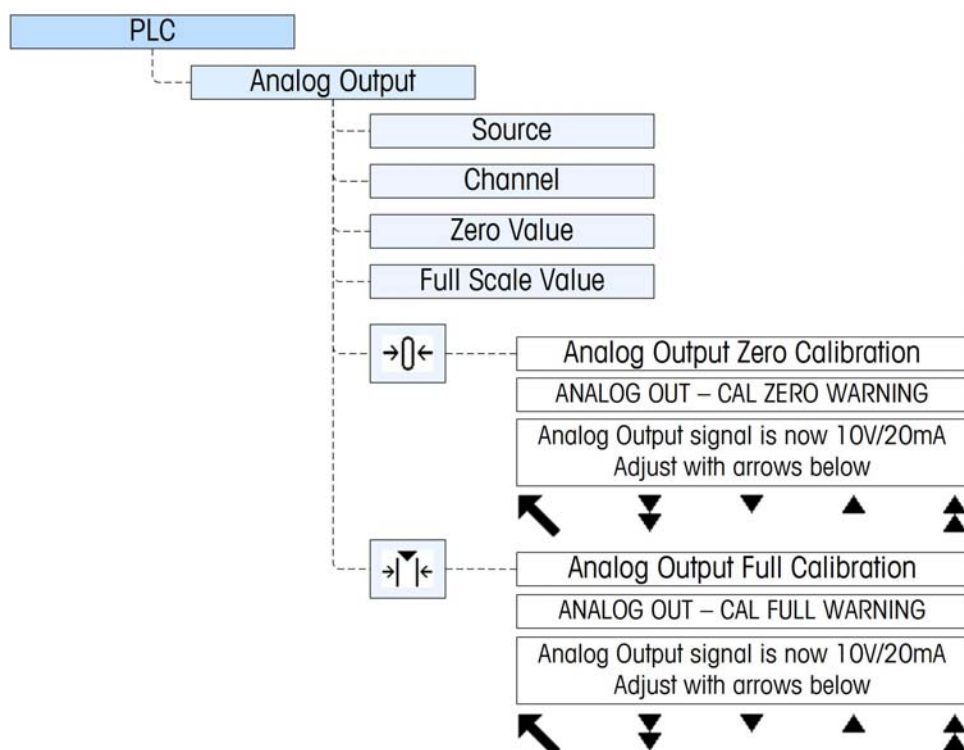 PLC
Analog Output
Source
Channel
Zero Value
Full Scale Value
Analog Output Zero Calibration
ANALOG OUT – CAL ZERO WARNING
Analog Output signal is now 10V/20mA
Adjust with arrows below
Analog Output Full Calibration
ANALOG OUT – CAL FULL WARNING
Analog Output signal is now 10V/20mA
Adjust with arrows below